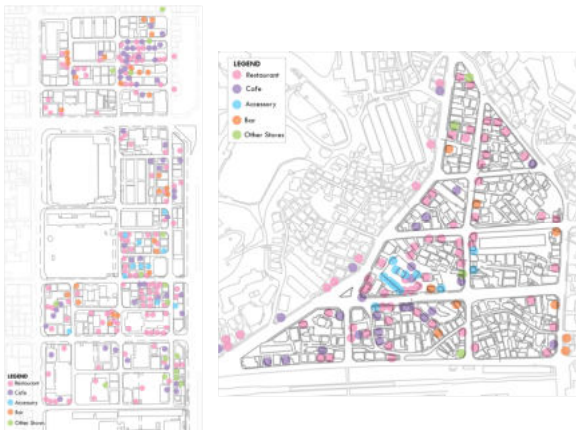 LEGEND
Restaurant
Cafe
Accessory
Bar
Other Stores
LEGEND
Restaurant
Cafe
Accessory
Bar
Other Stores